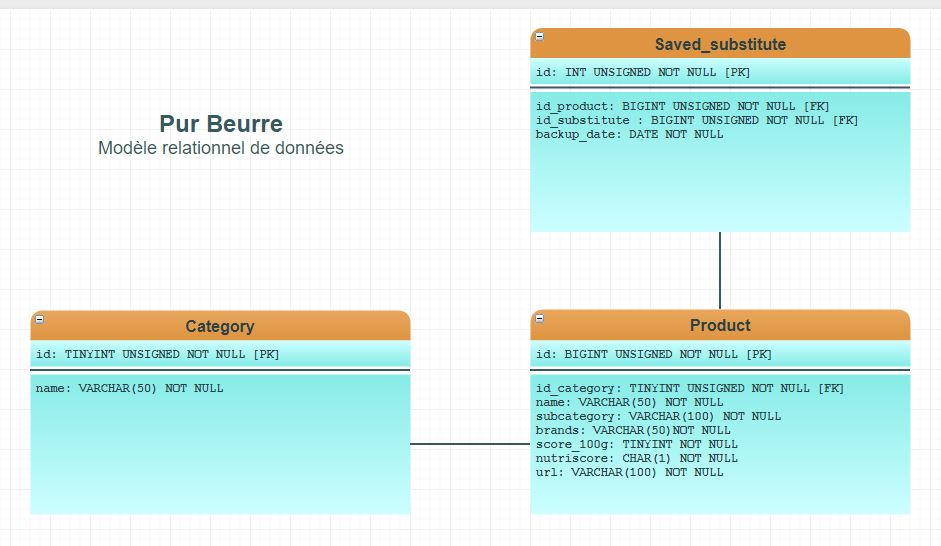 Pur Beurre
Modèle relationnel de données
Saved_substitute
id: INT UNSIGNED NOT NULL [PK]
id_product: BIGINT UNSIGNED NOT NULL [FK]
id_substitute : BIGINT UNSIGNED NOT NULL [FK]
backup_date: DATE NOT NULL
Category
id: TINYINT UNSIGNED NOT NULL [PK]
name: VARCHAR(50) NOT NULL
Product
id: BIGINT UNSIGNED NOT NULL [PK]
id_category: TINYINT UNSIGNED NOT NULL [FK]
name: VARCHAR(50) NOT NULL
subcategory: VARCHAR(100) NOT NULL
brands: VARCHAR(50)NOT NULL
score_100g: TINYINT NOT NULL
nutriscore: CHAR(1) NOT NULL
url: VARCHAR(100) NOT NULL